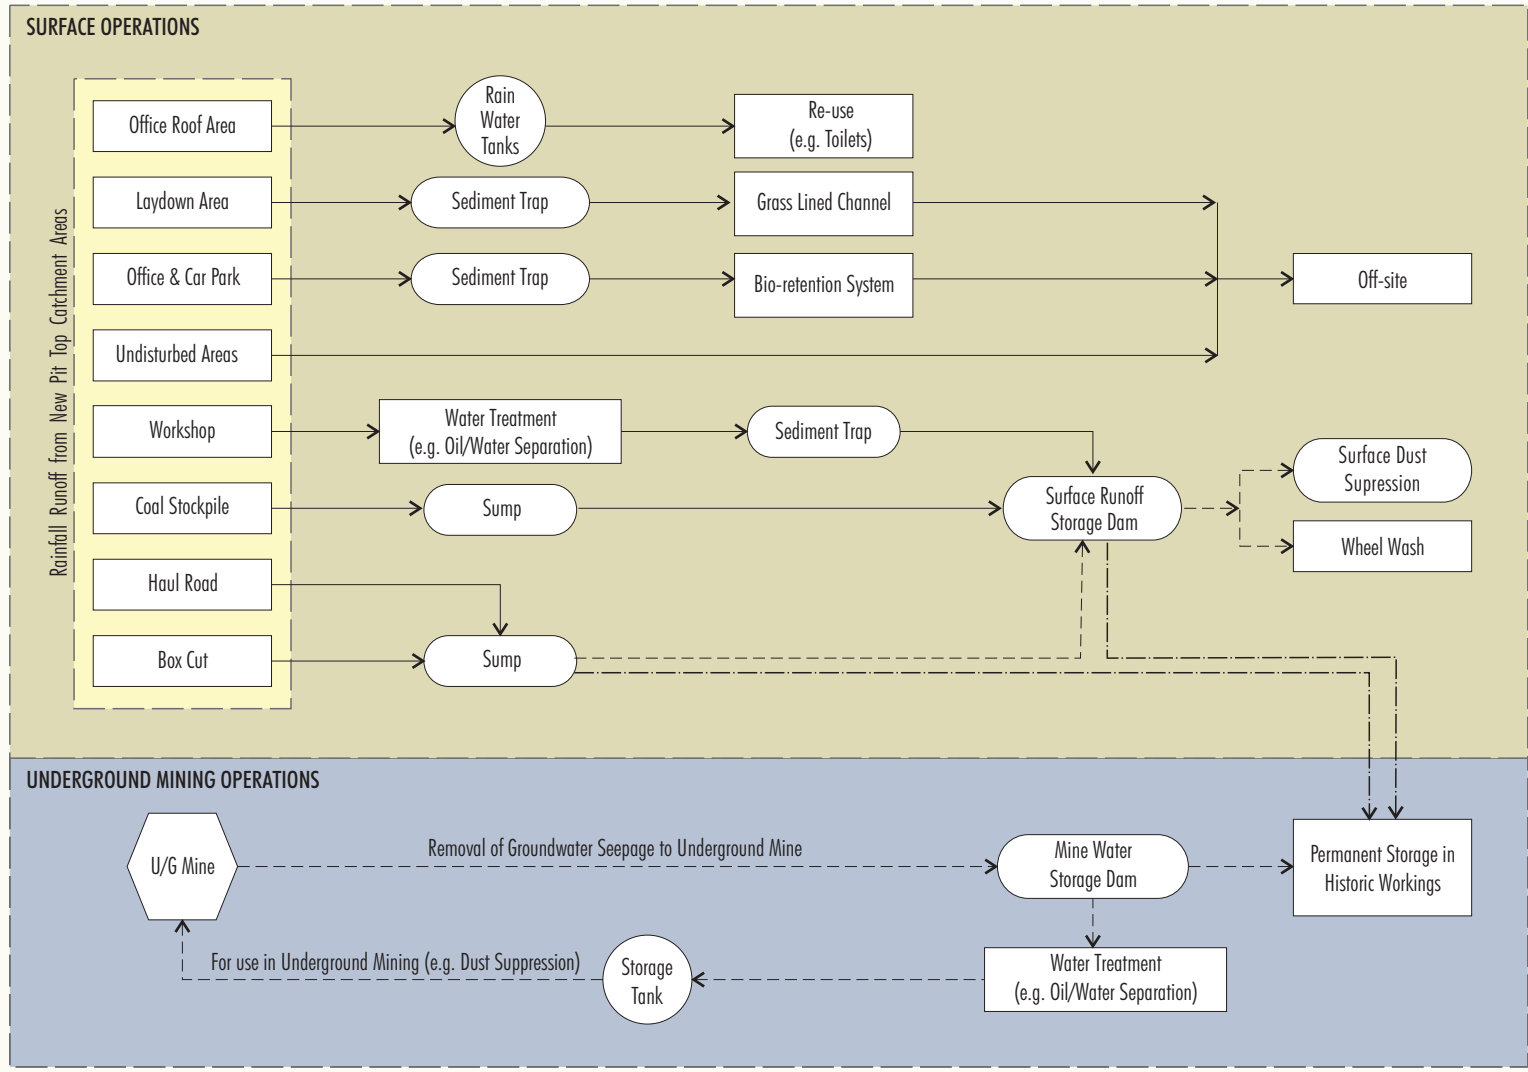 SURFACE OPERATIONS
Rainfall Runoff from New Pit Top Catchment Areas
Office Roof Area
Rain
Water
Tanks
Re-use
(e.g. Toilets)
Laydown Area
Sediment Trap
Grass Lined Channel
Office & Car Park
Sediment Trap
Bio-retention System
Off-site
Undisturbed Areas
Workshop
Water Treatment
(e.g. Oil/Water Separation)
Sediment Trap
Surface Dust
Supression
Coal Stockpile
Sump
Surface Runoff
Storage Dam
Wheel Wash
Haul Road
Box Cut
Sump
UNDERGROUND MINING OPERATIONS
U/G Mine
Removal of Groundwater Seepage to Underground Mine
Mine Water
Storage Dam
Permanent Storage in
Historic Workings
For use in Underground Mining (e.g. Dust Suppression)
Storage
Tank
Water Treatment
(e.g. Oil/Water Separation)